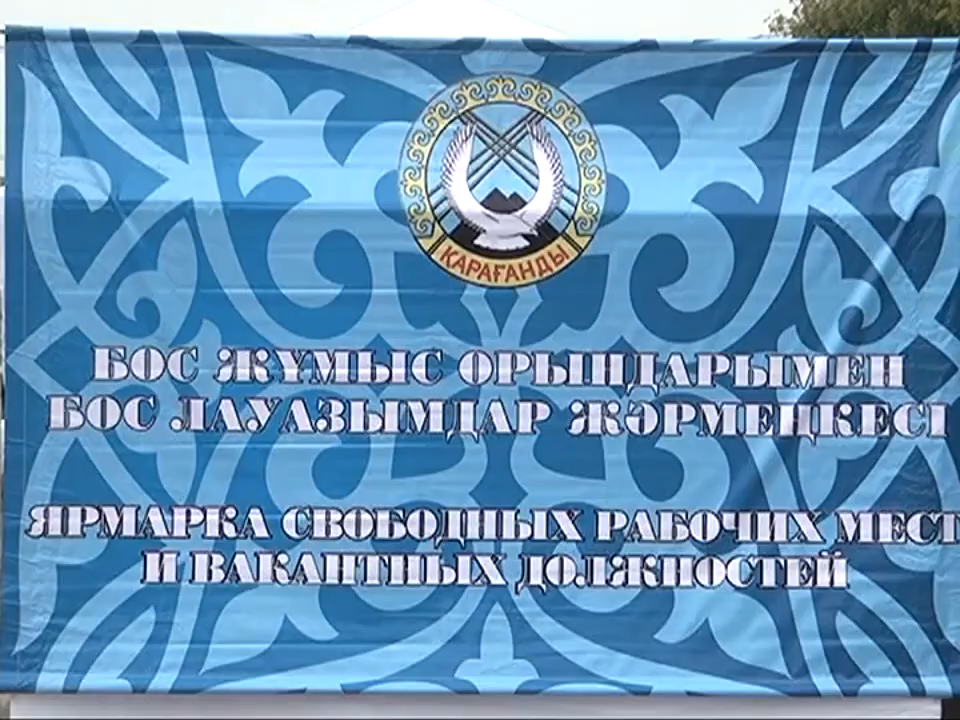 ҚАРАҒАНДЫ
БОС ЖҰМЫС ОРЫНДАРЫМЕН
БОС ЛАУАЗЫМДАР ЖӘРМЕҢКЕСІ
ЯРМАРКА СВОБОДНЫХ РАБОЧИХ МЕСТ
И ВАКАНТНЫХ ДОЛЖНОСТЕЙ